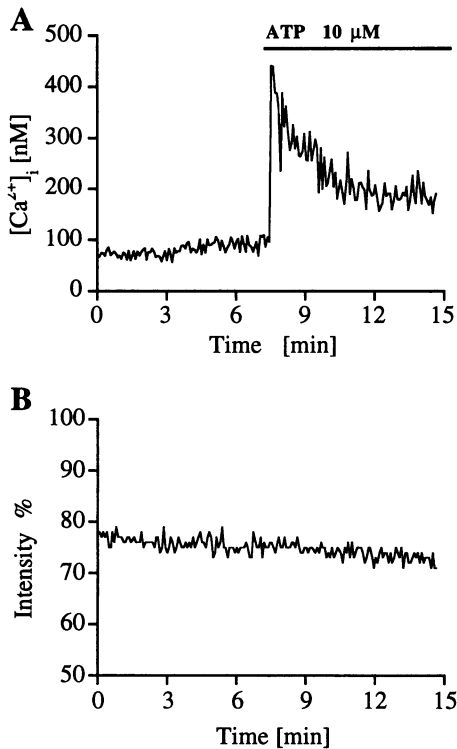 A
ATP 10 µM
500
400
300
200
100
0
[Ca²⁺]i [nM]
0 3 6 9 12 15
Time [min]
B
100
90
80
70
60
50
Intensity %
0 3 6 9 12 15
Time [min]